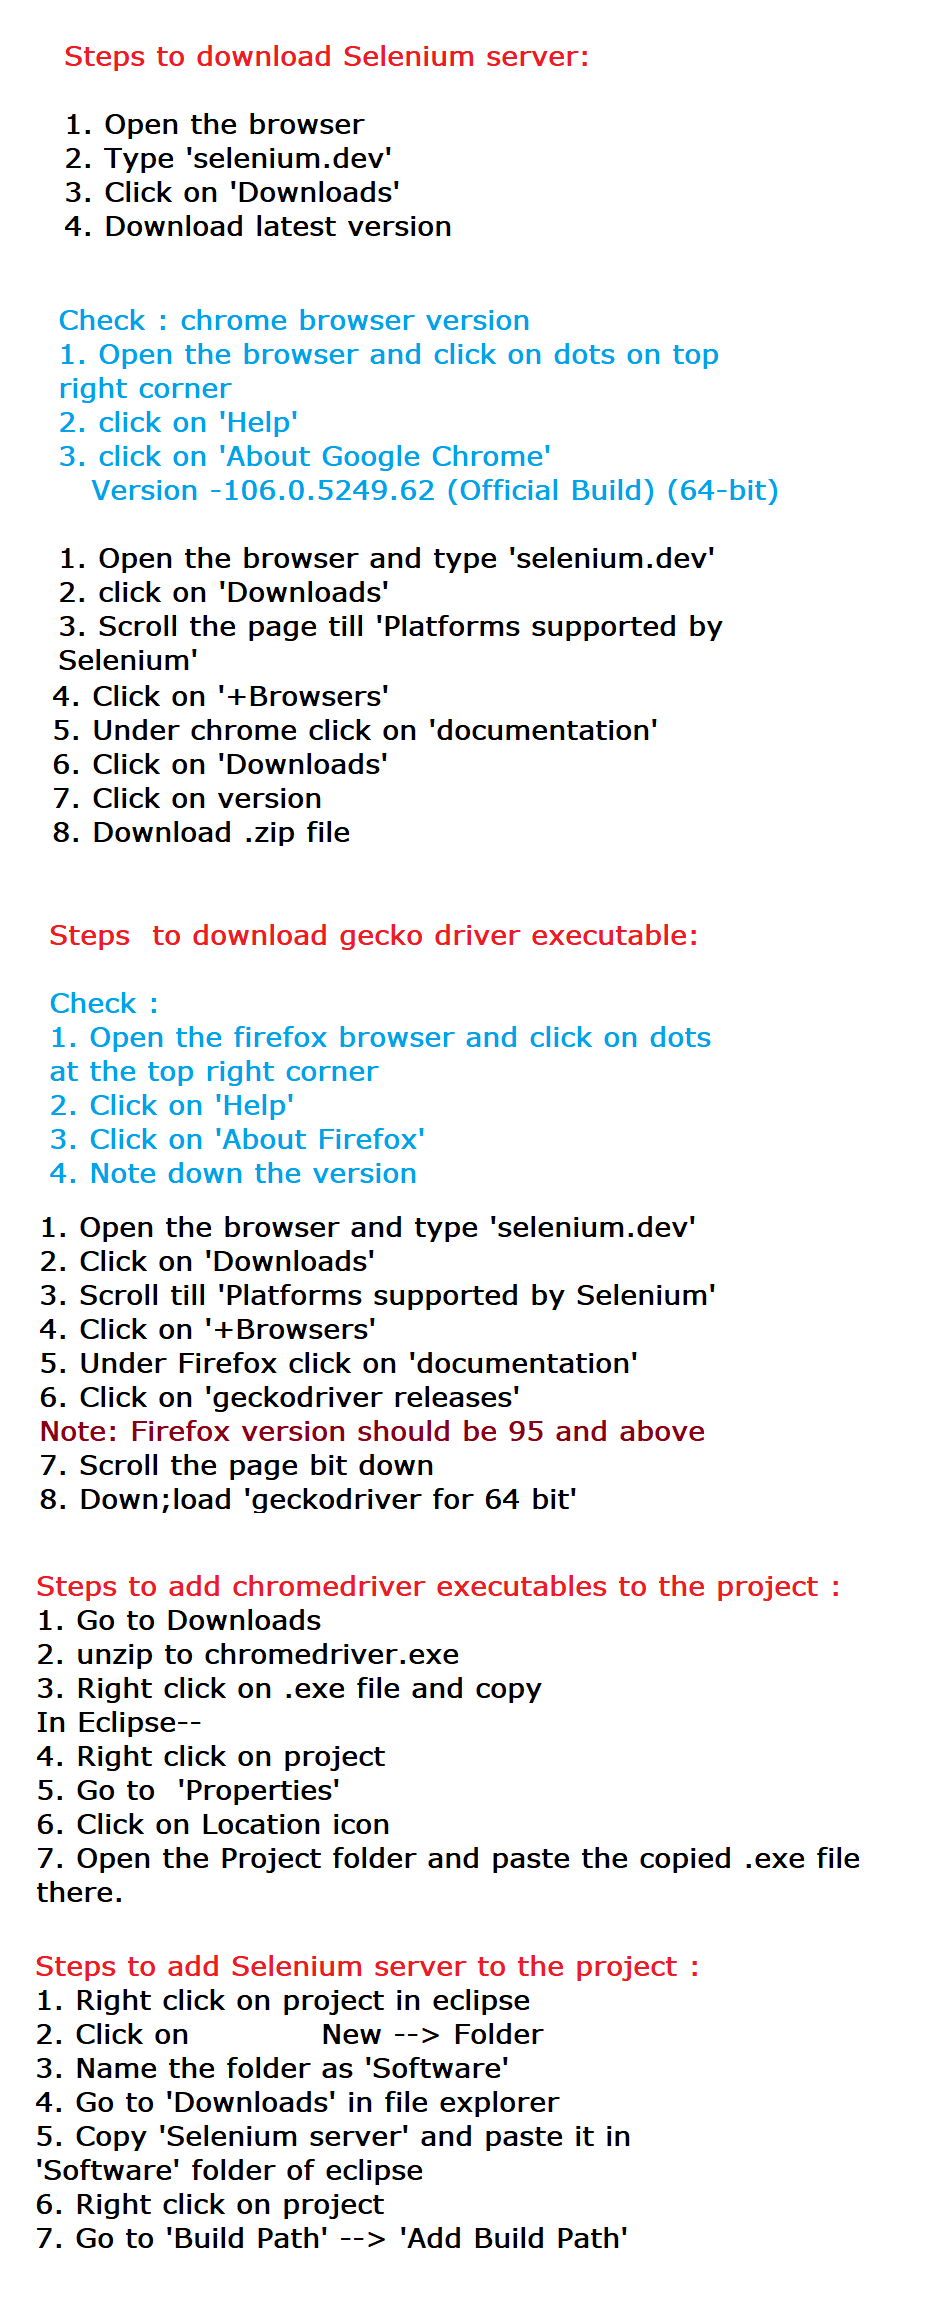 Steps to download Selenium server:
1. Open the browser
2. Type 'selenium.dev'
3. Click on 'Downloads'
4. Download latest version
Check : chrome browser version
1. Open the browser and click on dots on top
right corner
2. click on 'Help'
3. click on 'About Google Chrome'
Version -106.0.5249.62 (Official Build) (64-bit)
1. Open the browser and type 'selenium.dev'
2. click on 'Downloads'
3. Scroll the page till 'Platforms supported by
Selenium'
4. Click on '+Browsers'
5. Under chrome click on 'documentation'
6. Click on 'Downloads'
7. Click on version
8. Download .zip file
Steps  to download gecko driver executable:
Check :
1. Open the firefox browser and click on dots
at the top right corner
2. Click on 'Help'
3. Click on 'About Firefox'
4. Note down the version
1. Open the browser and type 'selenium.dev'
2. Click on 'Downloads'
3. Scroll till 'Platforms supported by Selenium'
4. Click on '+Browsers'
5. Under Firefox click on 'documentation'
6. Click on 'geckodriver releases'
Note: Firefox version should be 95 and above
7. Scroll the page bit down
8. Down;load 'geckodriver for 64 bit'
Steps to add chromedriver executables to the project :
1. Go to Downloads
2. unzip to chromedriver.exe
3. Right click on .exe file and copy
In Eclipse--
4. Right click on project
5. Go to  'Properties'
6. Click on Location icon
7. Open the Project folder and paste the copied .exe file
there.
Steps to add Selenium server to the project :
1. Right click on project in eclipse
2. Click on            New --> Folder
3. Name the folder as 'Software'
4. Go to 'Downloads' in file explorer
5. Copy 'Selenium server' and paste it in
'Software' folder of eclipse
6. Right click on project
7. Go to 'Build Path' --> 'Add Build Path'